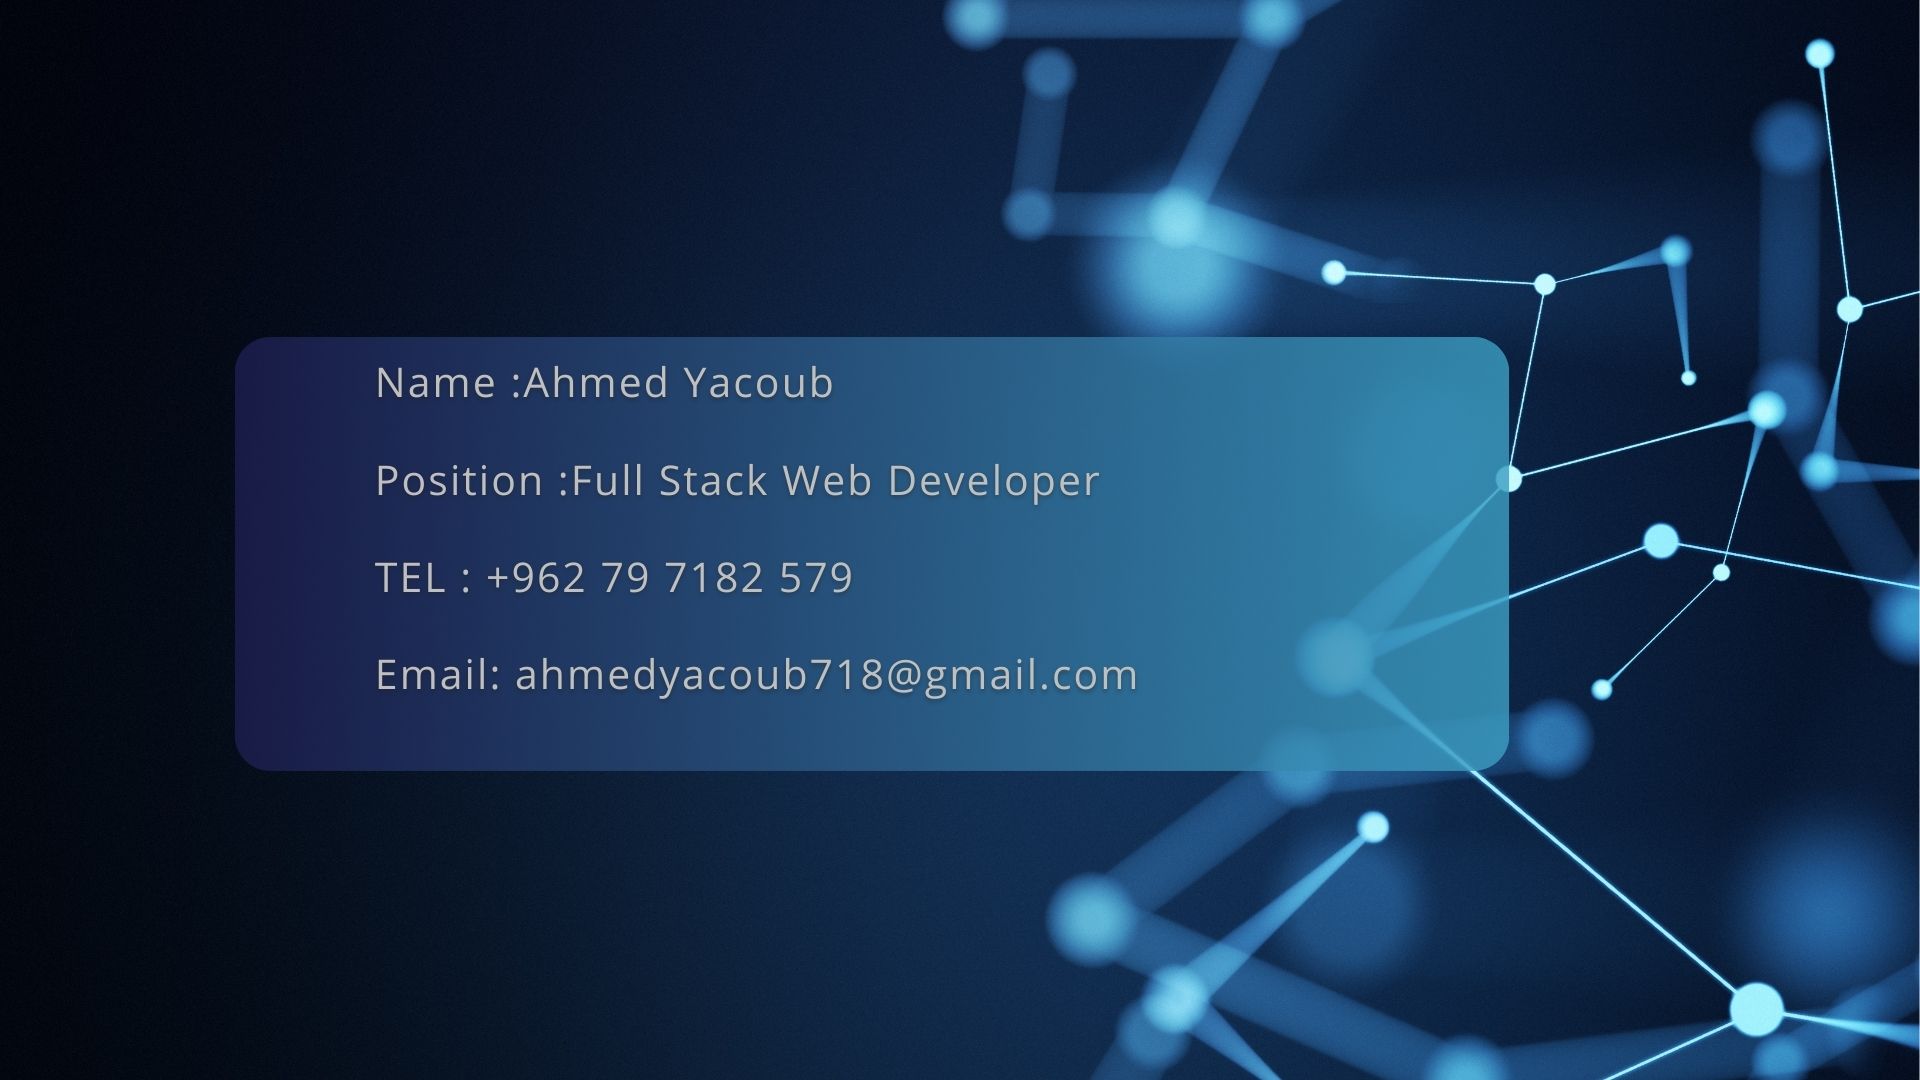 Name :Ahmed Yacoub
Position :Full Stack Web Developer
TEL : +962 79 7182 579
Email: ahmedyacoub718@gmail.com